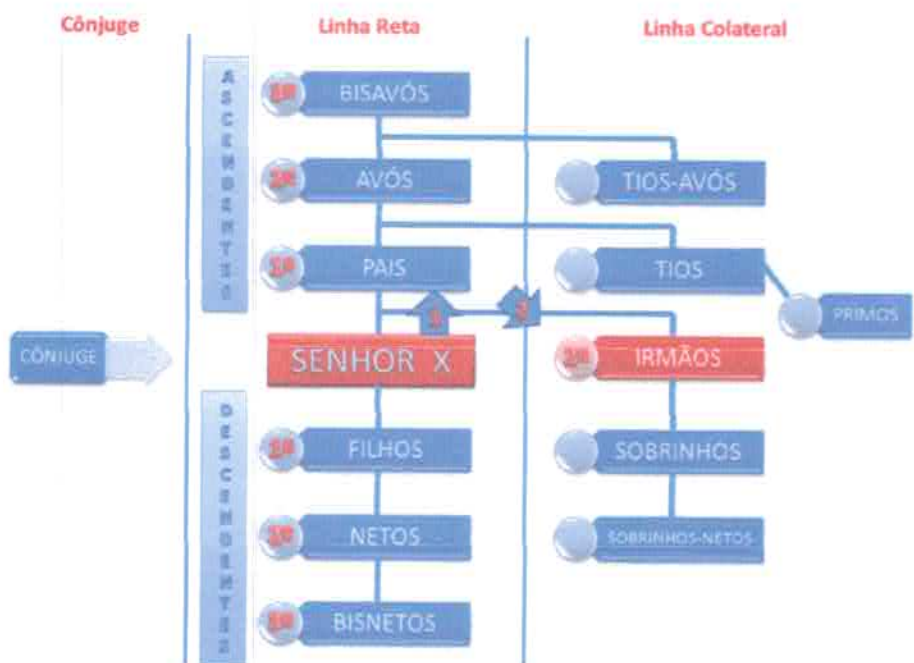 Cônjuge
Linha Reta
Linha Colateral
ASCENDENTES
BISAVÓS
AVÓS
TIOS-AVÓS
PAIS
TIOS
PRIMOS
CÔNJUGE
SENHOR X
IRMÃOS
DESCENDENTES
FILHOS
SOBRINHOS
NETOS
SOBRINHOS-NETOS
BISNETOS